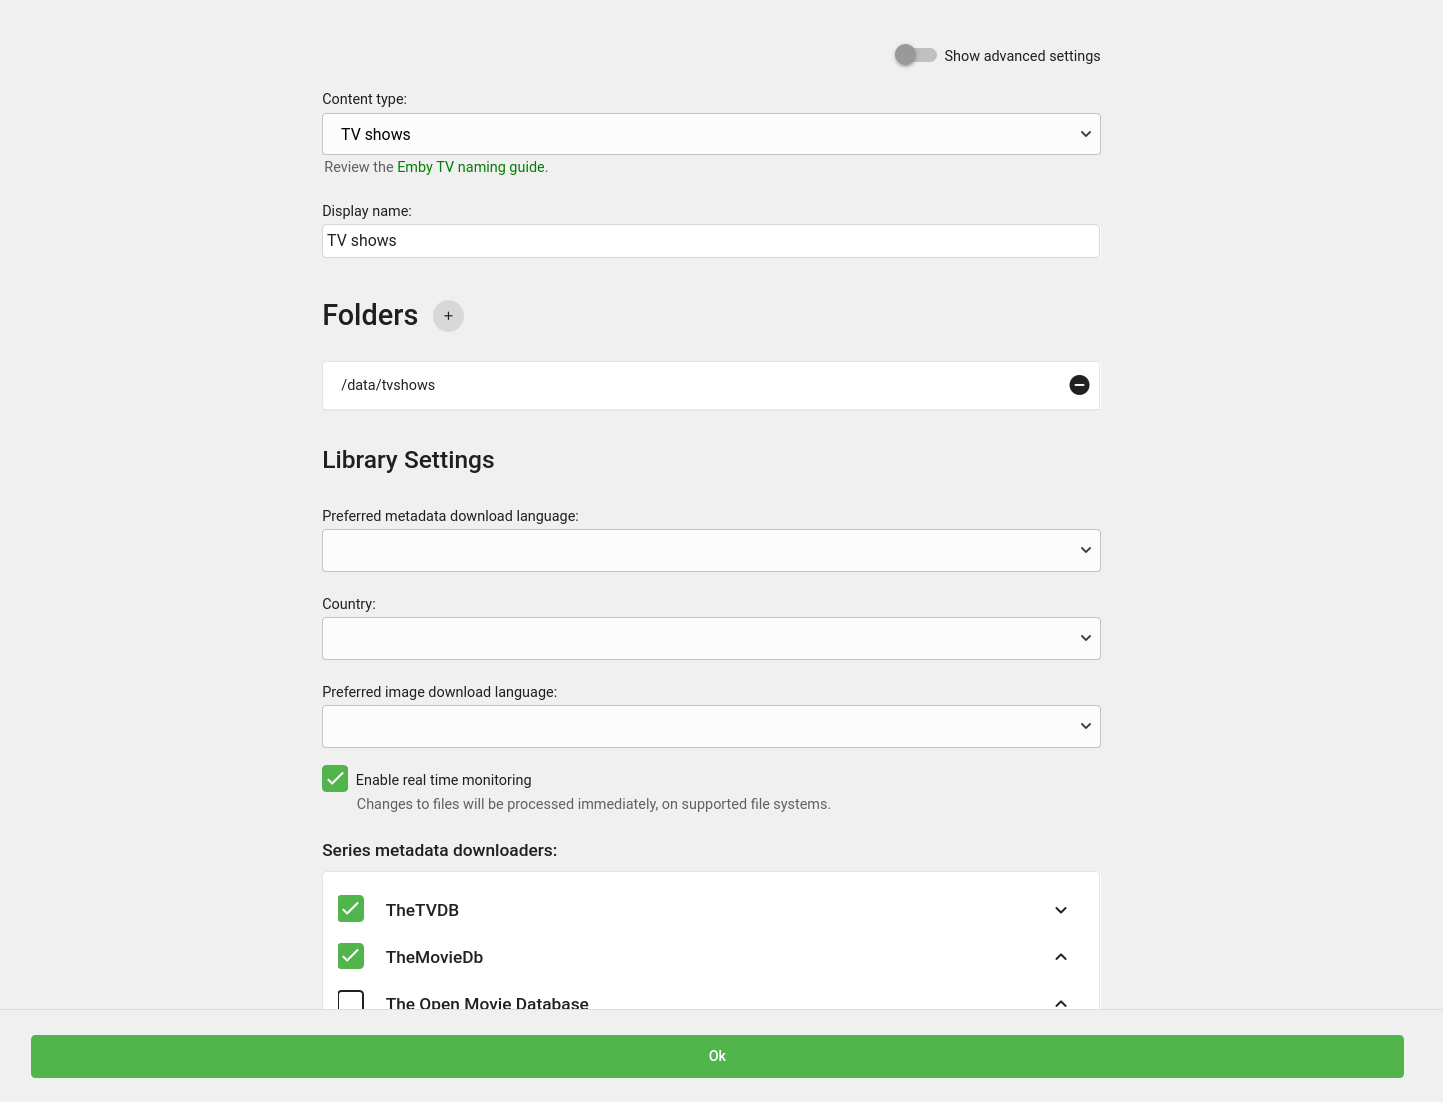 Show advanced settings
Content type:
TV shows
Review the Emby TV naming guide.
Display name:
TV shows
Folders +
/data/tvshows
Library Settings
Preferred metadata download language:
Country:
Preferred image download language:
Enable real time monitoring
Changes to files will be processed immediately, on supported file systems.
Series metadata downloaders:
TheTVDB
TheMovieDb
The Open Movie Database
Ok